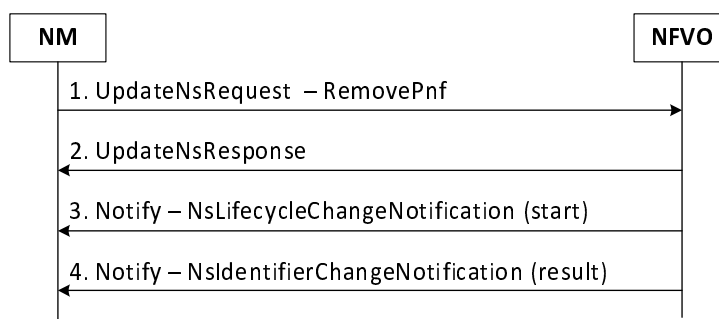 NM
NFVO
1. UpdateNsRequest – RemovePnf
2. UpdateNsResponse
3. Notify – NsLifecycleChangeNotification (start)
4. Notify – NsIdentifierChangeNotification (result)